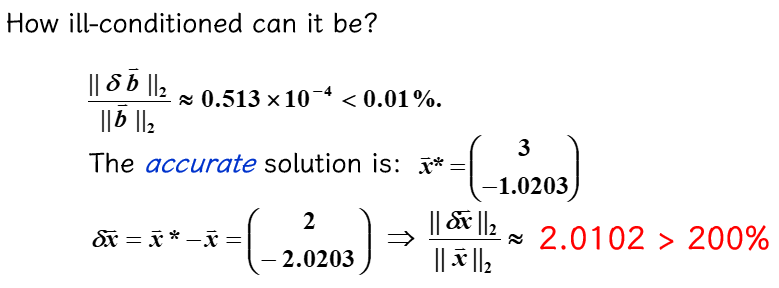 How ill-conditioned can it be?
|| δ b̄ ||₂ / || b̄ ||₂ ≈ 0.513 × 10⁻⁴ < 0.01%.
The accurate solution is: x̄* = ( 3 −1.0203 )
δx̄ = x̄ * − x̄ = ( 2 − 2.0203 ) ⇒ || δx̄ ||₂ / || x̄ ||₂ ≈ 2.0102 > 200%